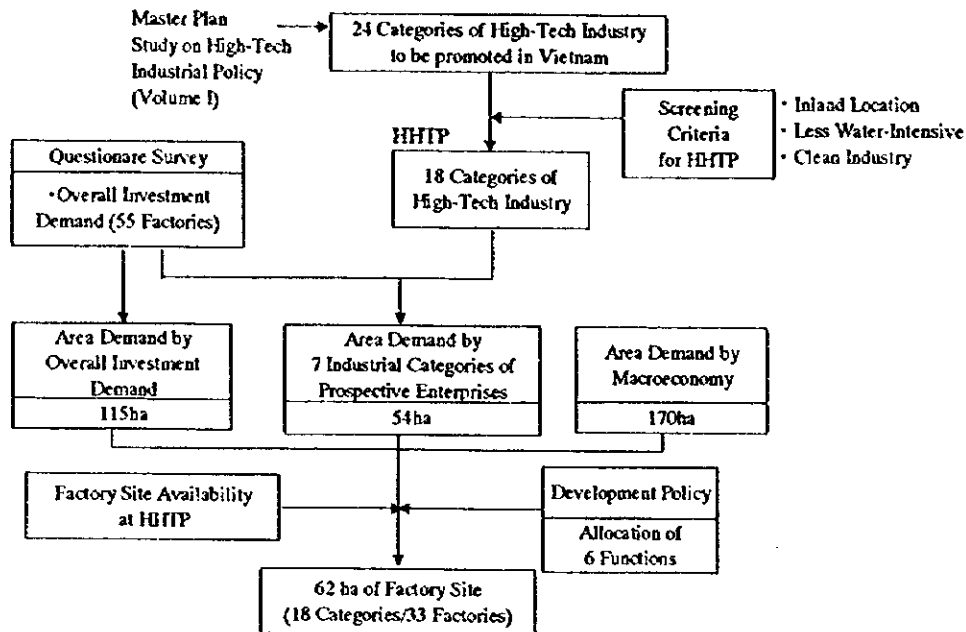 Master Plan
Study on High-Tech
Industrial Policy
(Volume I)
24 Categories of High-Tech Industry
to be promoted in Vietnam
Screening
Criteria
for HHTP
· Inland Location
· Less Water-Intensive
· Clean Industry
HHTP
18 Categories of
High-Tech Industry
Questionare Survey
·Overall Investment
Demand (55 Factories)
Area Demand by
Overall Investment
Demand
115ha
Area Demand by
7 Industrial Categories of
Prospective Enterprises
54ha
Area Demand by
Macroeconomy
170ha
Factory Site Availability
at HHTP
Development Policy
Allocation of
6 Functions
62 ha of Factory Site
(18 Categories/33 Factories)